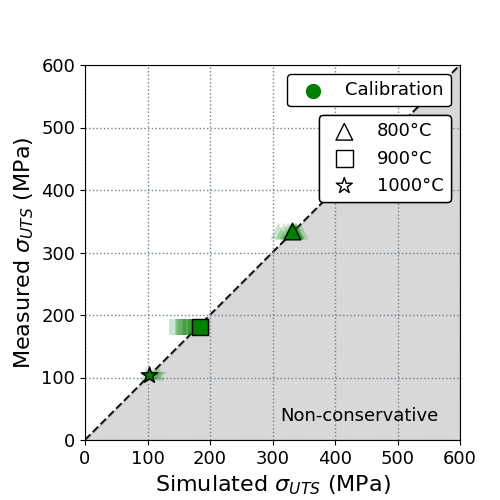 600
500
400
300
200
100
0
Measured σUTS (MPa)
Calibration
800°C
900°C
1000°C
Non-conservative
0 100 200 300 400 500 600
Simulated σUTS (MPa)